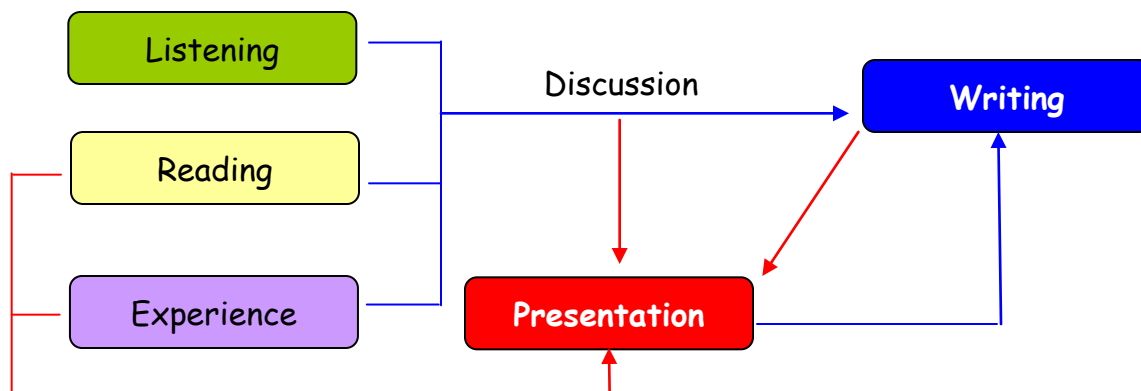 Listening
Discussion
Writing
Reading
Experience
Presentation